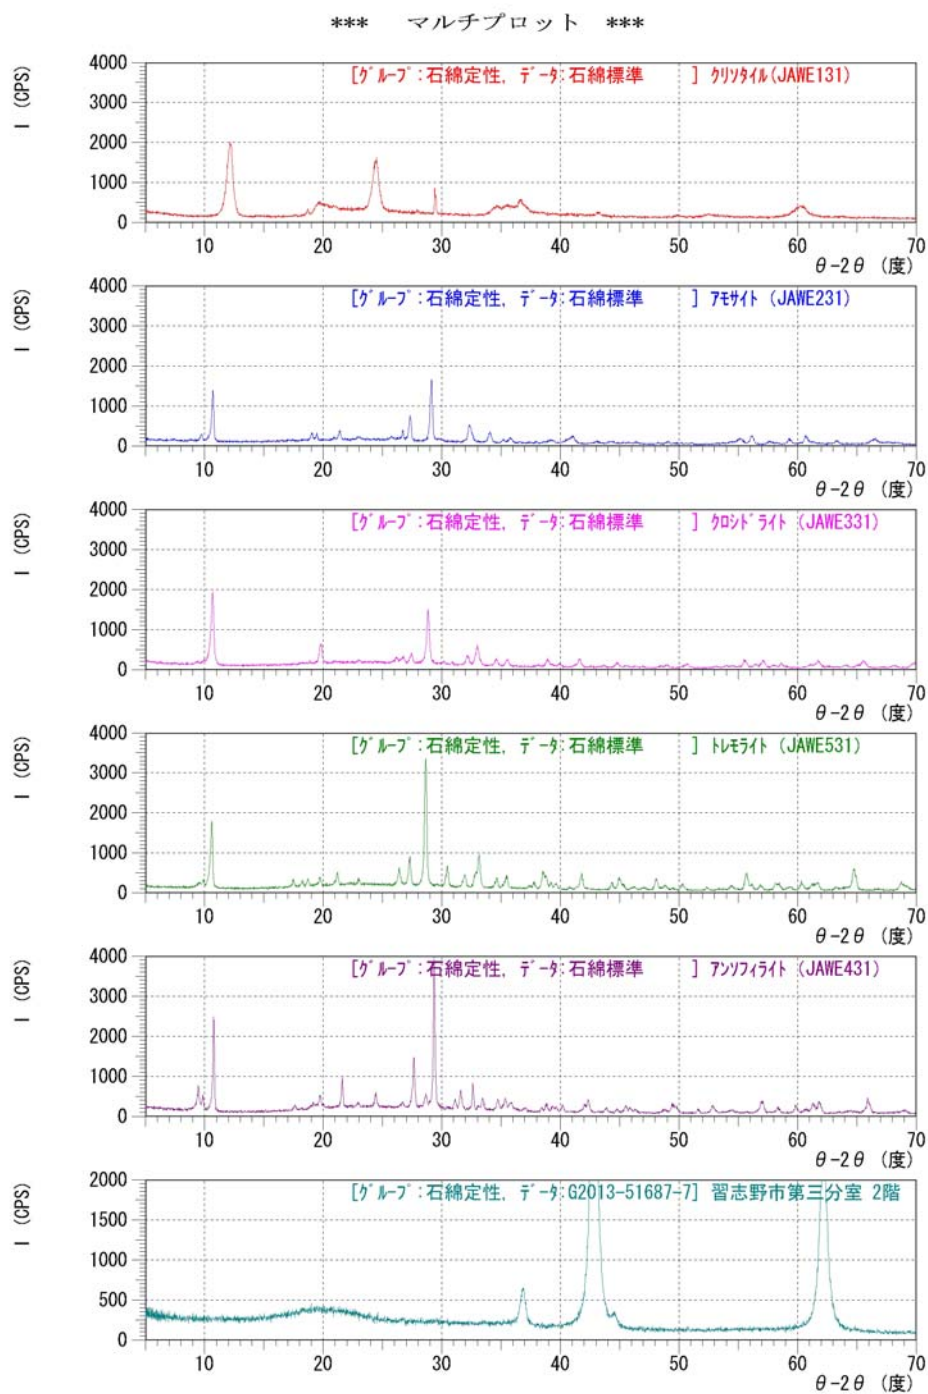 *** マルチプロット ***
I (CPS)
4000
3000
2000
1000
0
[グループ:石綿定性, データ:石綿標準 ] クリソタイル(JAWE131)
10 20 30 40 50 60 70
θ-2θ (度)
I (CPS)
4000
3000
2000
1000
0
[グループ:石綿定性, データ:石綿標準 ] アモサイト (JAWE231)
10 20 30 40 50 60 70
θ-2θ (度)
I (CPS)
4000
3000
2000
1000
0
[グループ:石綿定性, データ:石綿標準 ] クロシドライト (JAWE331)
10 20 30 40 50 60 70
θ-2θ (度)
I (CPS)
4000
3000
2000
1000
0
[グループ:石綿定性, データ:石綿標準 ] トレモライト (JAWE531)
10 20 30 40 50 60 70
θ-2θ (度)
I (CPS)
4000
3000
2000
1000
0
[グループ:石綿定性, データ:石綿標準 ] アンソフィライト (JAWE431)
10 20 30 40 50 60 70
θ-2θ (度)
I (CPS)
2000
1500
1000
500
0
[グループ:石綿定性, データ:G2013-51687-7] 習志野市第三分室 2階
10 20 30 40 50 60 70
θ-2θ (度)